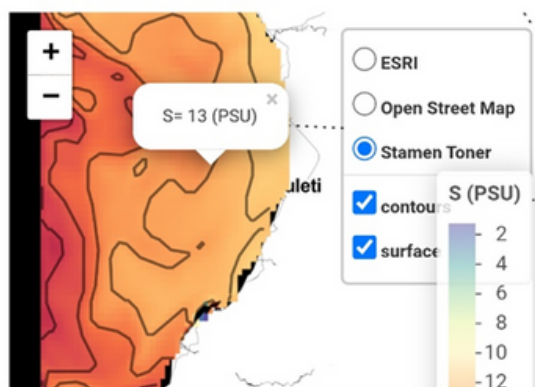 +
−
S= 13 (PSU)
×
uleti
ESRI
Open Street Map
Stamen Toner
contours
surface
S (PSU)
2
4
6
8
10
12